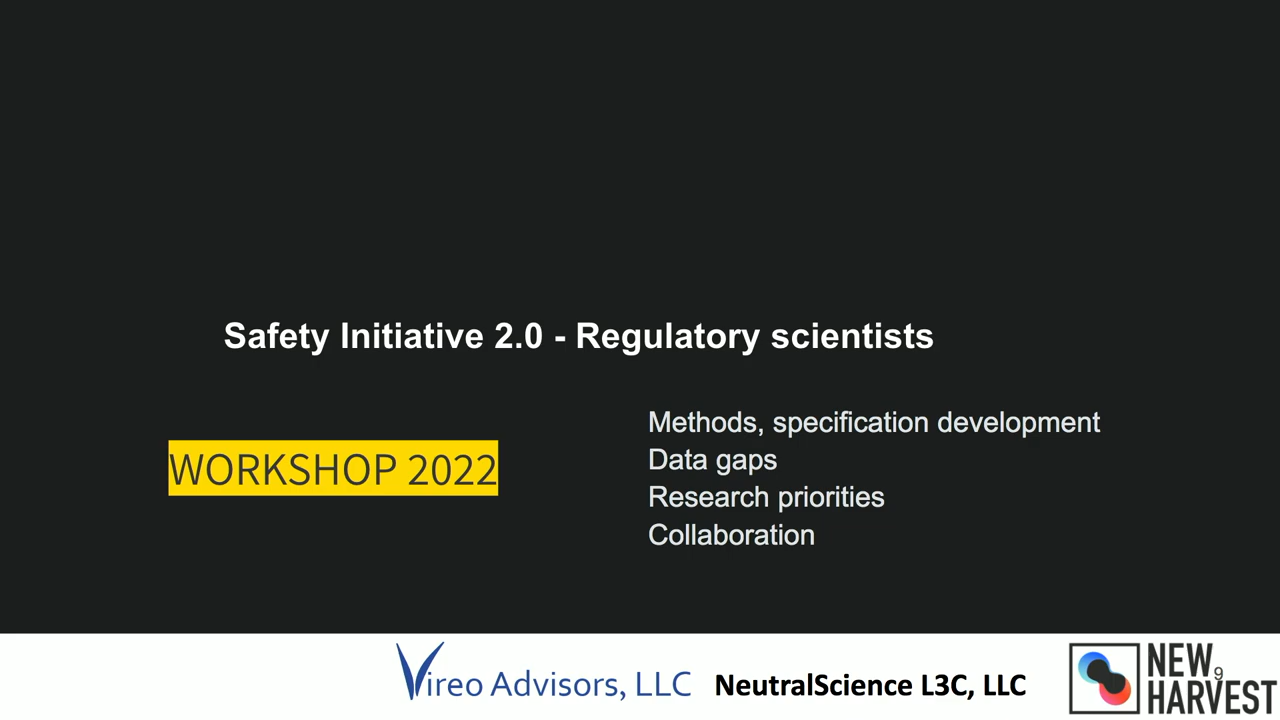 Safety Initiative 2.0 - Regulatory scientists
WORKSHOP 2022
Methods, specification development
Data gaps
Research priorities
Collaboration
Vireo Advisors, LLC
NeutralScience L3C, LLC
NEW
9
HARVEST